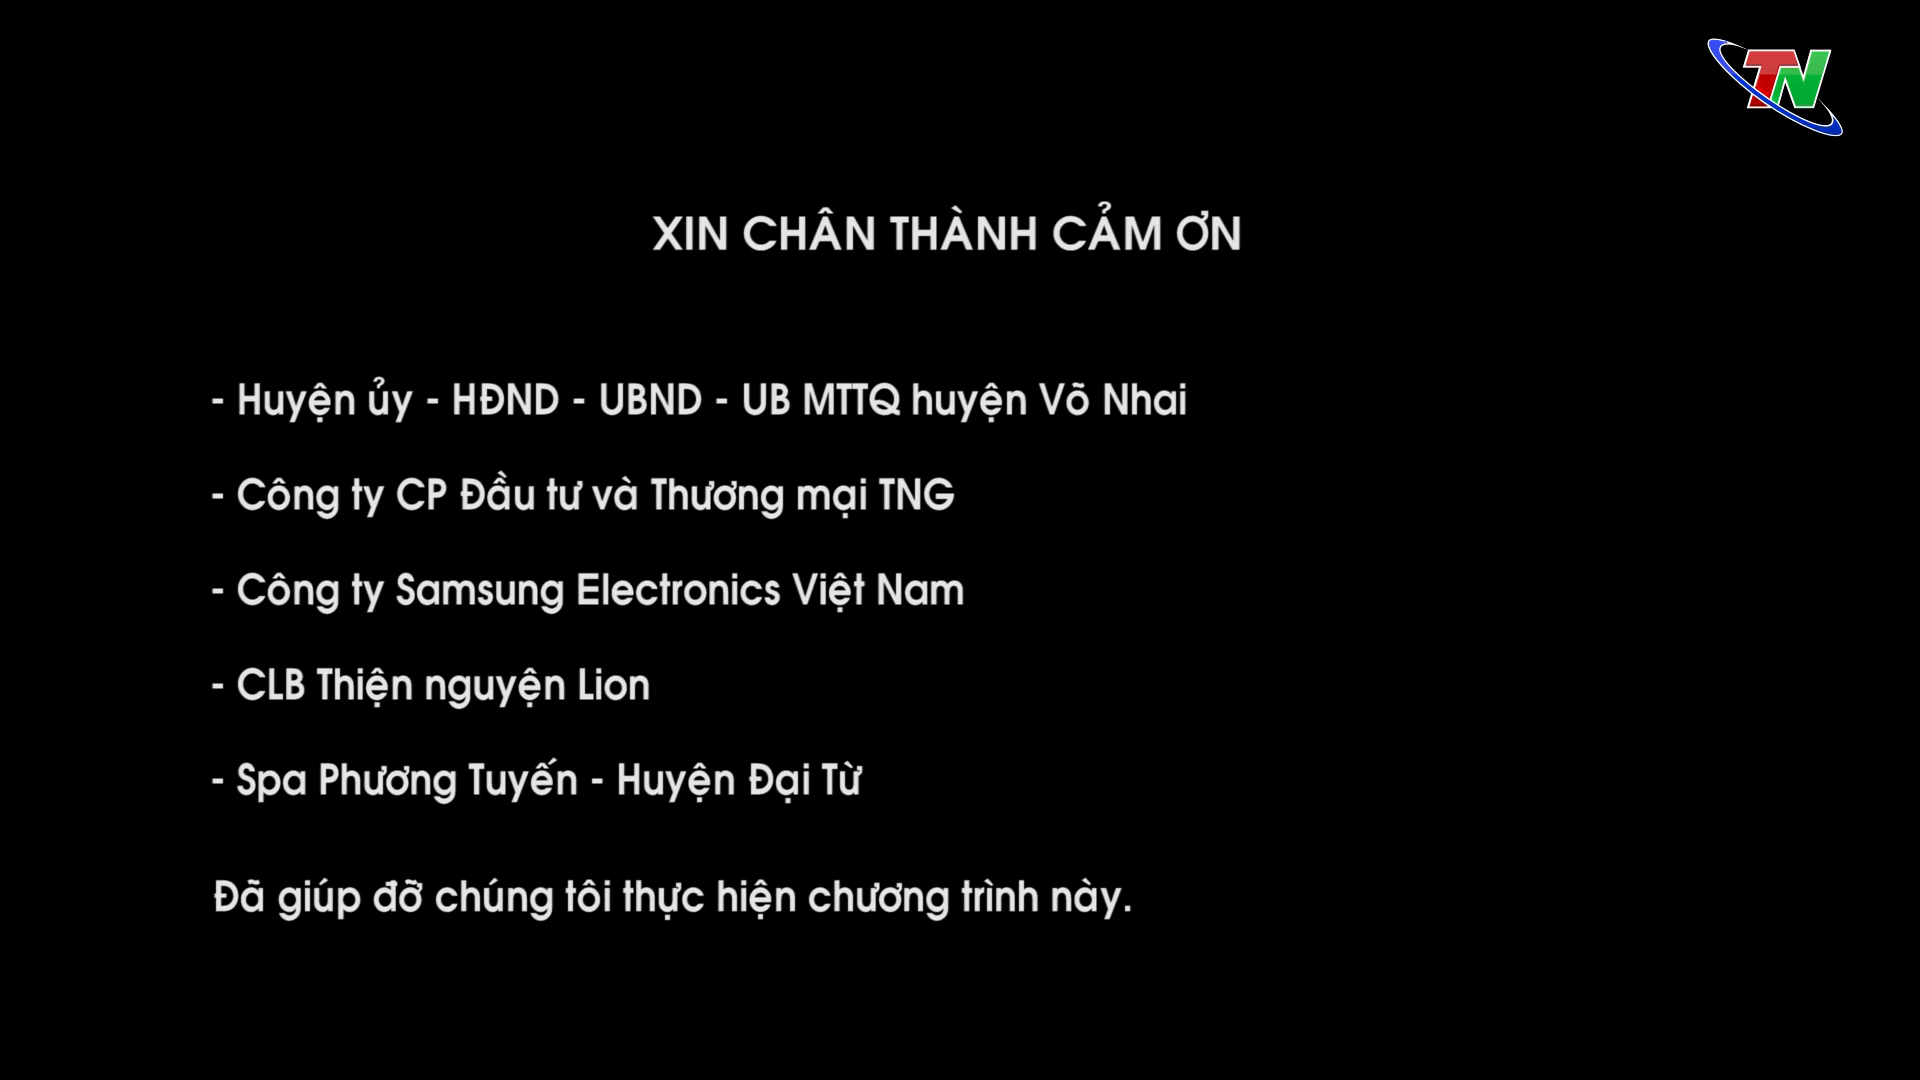 TN
XIN CHÂN THÀNH CẢM ƠN
- Huyện ủy - HĐND - UBND - UB MTTQ huyện Võ Nhai
- Công ty CP Đầu tư và Thương mại TNG
- Công ty Samsung Electronics Việt Nam
- CLB Thiện nguyện Lion
- Spa Phương Tuyến - Huyện Đại Từ
Đã giúp đỡ chúng tôi thực hiện chương trình này.